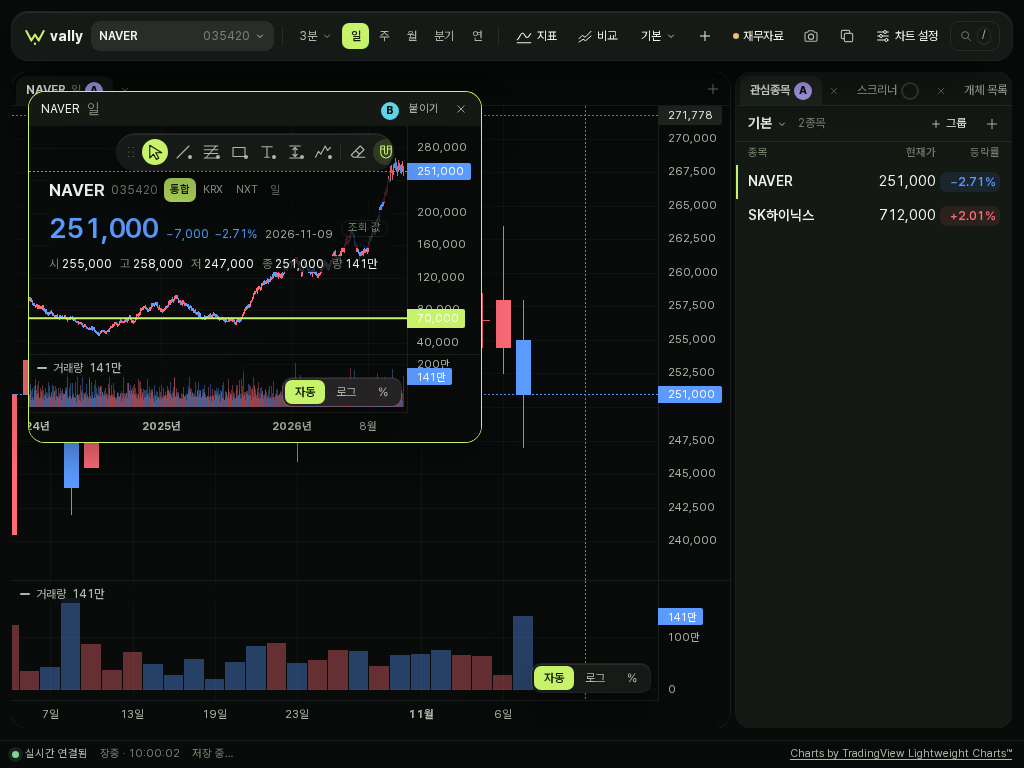 vally
NAVER 035420
3분 일 주 월 분기 연
지표 비교 기본 재무자료 차트 설정 /
NAVER 일 A
관심종목 A 스크리너 개체 목록
기본 2종목 + 그룹
종목 현재가 등락률
NAVER 251,000 −2.71%
SK하이닉스 712,000 +2.01%
NAVER 일 B 붙이기
NAVER 035420 통합 KRX NXT 일
251,000 −7,000 −2.71% 2026-11-09 조회 값
시 255,000 고 258,000 저 247,000 종 251,000 량 141만
280,000
251,000
200,000
160,000
120,000
80,000
70,000
40,000
거래량 141만
200만
141만
자동 로그 %
24년 2025년 2026년 8월
271,778
270,000
267,500
265,000
262,500
260,000
257,500
255,000
252,500
251,000
247,500
245,000
242,500
240,000
거래량 141만
141만
100만
0
자동 로그 %
7일 13일 19일 23일 11월 6일
실시간 연결됨 장중 · 10:00:02 저장 중…
Charts by TradingView Lightweight Charts™